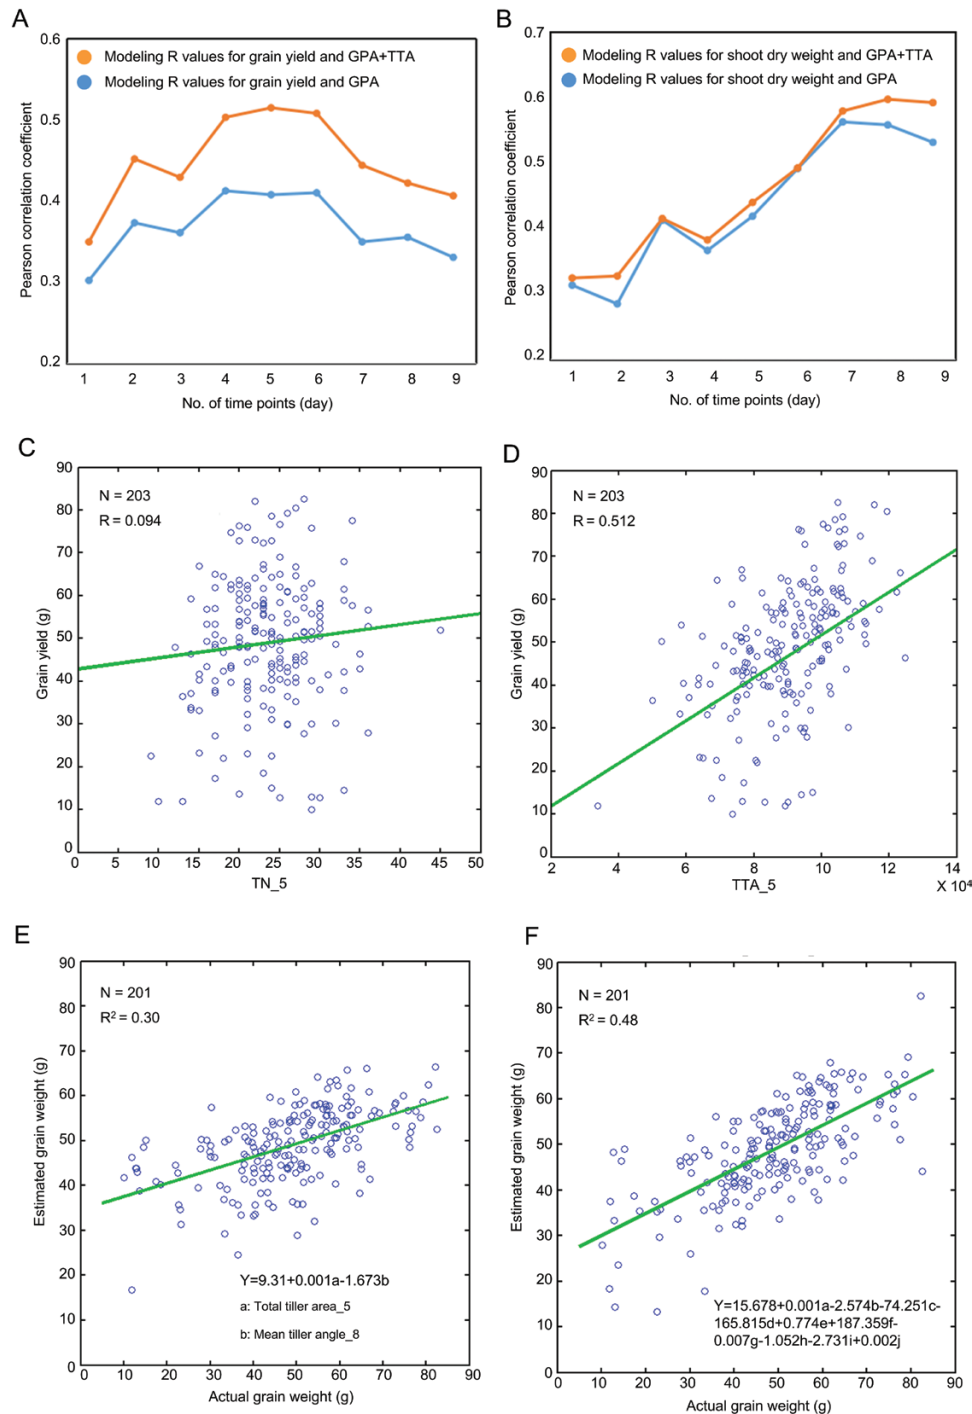 A
0.6
0.5
0.4
0.3
0.2
Pearson correlation coefficient
Modeling R values for grain yield and GPA+TTA
Modeling R values for grain yield and GPA
1 2 3 4 5 6 7 8 9
No. of time points (day)
B
0.7
0.6
0.5
0.4
0.3
0.2
Pearson correlation coefficient
Modeling R values for shoot dry weight and GPA+TTA
Modeling R values for shoot dry weight and GPA
1 2 3 4 5 6 7 8 9
No. of time points (day)
C
90
80
70
60
50
40
30
20
10
0
Grain yield (g)
N = 203
R = 0.094
0 5 10 15 20 25 30 35 40 45 50
TN_5
D
90
80
70
60
50
40
30
20
10
0
Grain yield (g)
N = 203
R = 0.512
2 4 6 8 10 12 14
TTA_5
X 10⁴
E
90
80
70
60
50
40
30
20
10
0
Estimated grain weight (g)
N = 201
R² = 0.30
Y=9.31+0.001a-1.673b
a: Total tiller area_5
b: Mean tiller angle_8
0 10 20 30 40 50 60 70 80 90
Actual grain weight (g)
F
90
80
70
60
50
40
30
20
10
0
Estimated grain weight (g)
N = 201
R² = 0.48
Y=15.678+0.001a-2.574b-74.251c-
165.815d+0.774e+187.359f-
0.007g-1.052h-2.731i+0.002j
0 10 20 30 40 50 60 70 80 90
Actual grain weight (g)